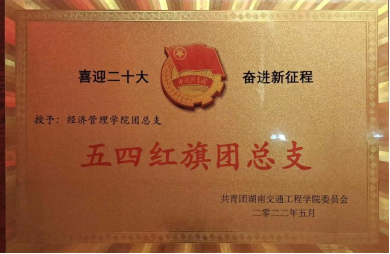 喜迎二十大 奋进新征程
授予：经济管理学院团总支
五四红旗团总支
共青团湖南交通工程学院委员会
二〇二二年五月